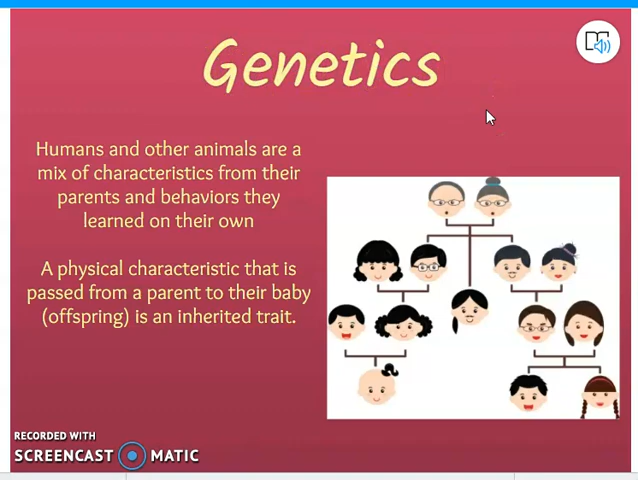 Genetics
Humans and other animals are a
mix of characteristics from their
parents and behaviors they
learned on their own
A physical characteristic that is
passed from a parent to their baby
(offspring) is an inherited trait.
RECORDED WITH
SCREENCAST MATIC